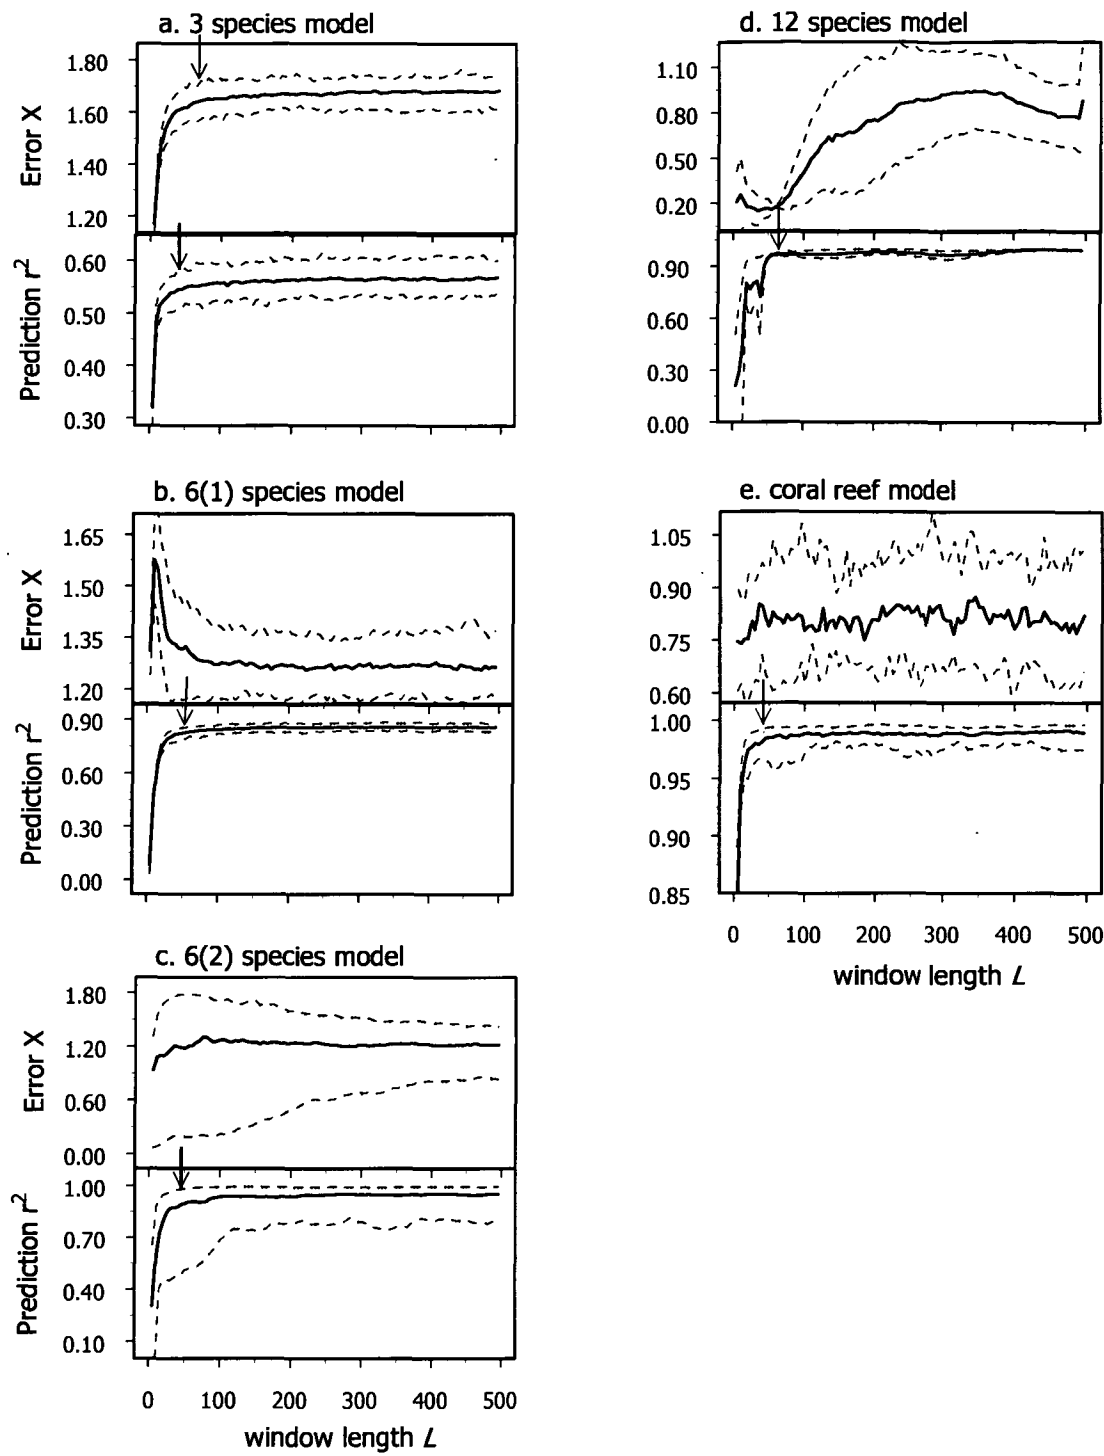 a. 3 species model
Error X
1.80
1.60
1.40
1.20
Prediction r²
0.60
0.50
0.40
0.30
b. 6(1) species model
Error X
1.65
1.50
1.35
1.20
Prediction r²
0.90
0.60
0.30
0.00
c. 6(2) species model
Error X
1.80
1.20
0.60
0.00
Prediction r²
1.00
0.70
0.40
0.10
0 100 200 300 400 500
window length L
d. 12 species model
1.10
0.80
0.50
0.20
0.90
0.60
0.30
0.00
e. coral reef model
1.05
0.90
0.75
0.60
1.00
0.95
0.90
0.85
0 100 200 300 400 500
window length L